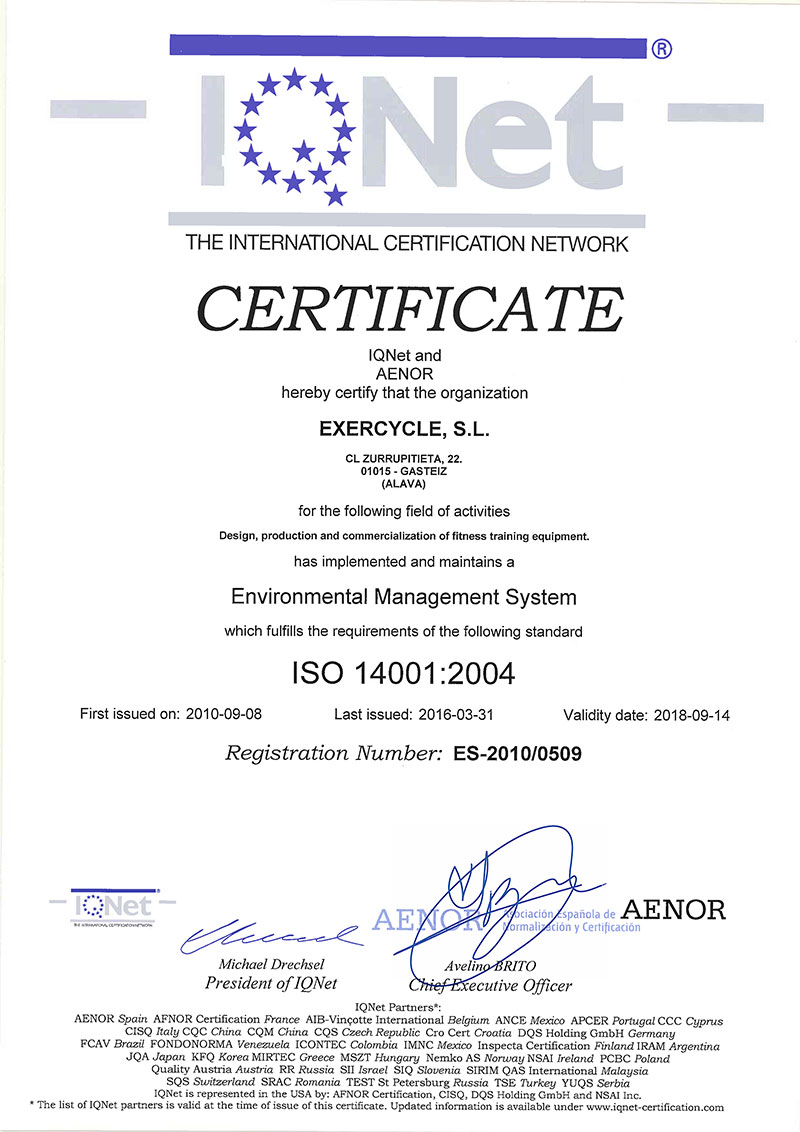 IQNet®
THE INTERNATIONAL CERTIFICATION NETWORK
CERTIFICATE
IQNet and
AENOR
hereby certify that the organization
EXERCYCLE, S.L.
CL ZURRUPITIETA, 22.
01015 - GASTEIZ
(ALAVA)
for the following field of activities
Design, production and commercialization of fitness training equipment.
has implemented and maintains a
Environmental Management System
which fulfills the requirements of the following standard
ISO 14001:2004
First issued on: 2010-09-08 Last issued: 2016-03-31 Validity date: 2018-09-14
Registration Number: ES-2010/0509
IQNet®
THE INTERNATIONAL CERTIFICATION NETWORK
AENOR Asociación Española de
Normalización y Certificación
AENOR
Michael Drechsel
President of IQNet
Avelino BRITO
Chief Executive Officer
IQNet Partners*:
AENOR Spain AFNOR Certification France AIB-Vinçotte International Belgium ANCE Mexico APCER Portugal CCC Cyprus
CISQ Italy CQC China CQM China CQS Czech Republic Cro Cert Croatia DQS Holding GmbH Germany
FCAV Brazil FONDONORMA Venezuela ICONTEC Colombia IMNC Mexico Inspecta Certification Finland IRAM Argentina
JQA Japan KFQ Korea MIRTEC Greece MSZT Hungary Nemko AS Norway NSAI Ireland PCBC Poland
Quality Austria Austria RR Russia SII Israel SIQ Slovenia SIRIM QAS International Malaysia
SQS Switzerland SRAC Romania TEST St Petersburg Russia TSE Turkey YUQS Serbia
IQNet is represented in the USA by: AFNOR Certification, CISQ, DQS Holding GmbH and NSAI Inc.
* The list of IQNet partners is valid at the time of issue of this certificate. Updated information is available under www.iqnet-certification.com